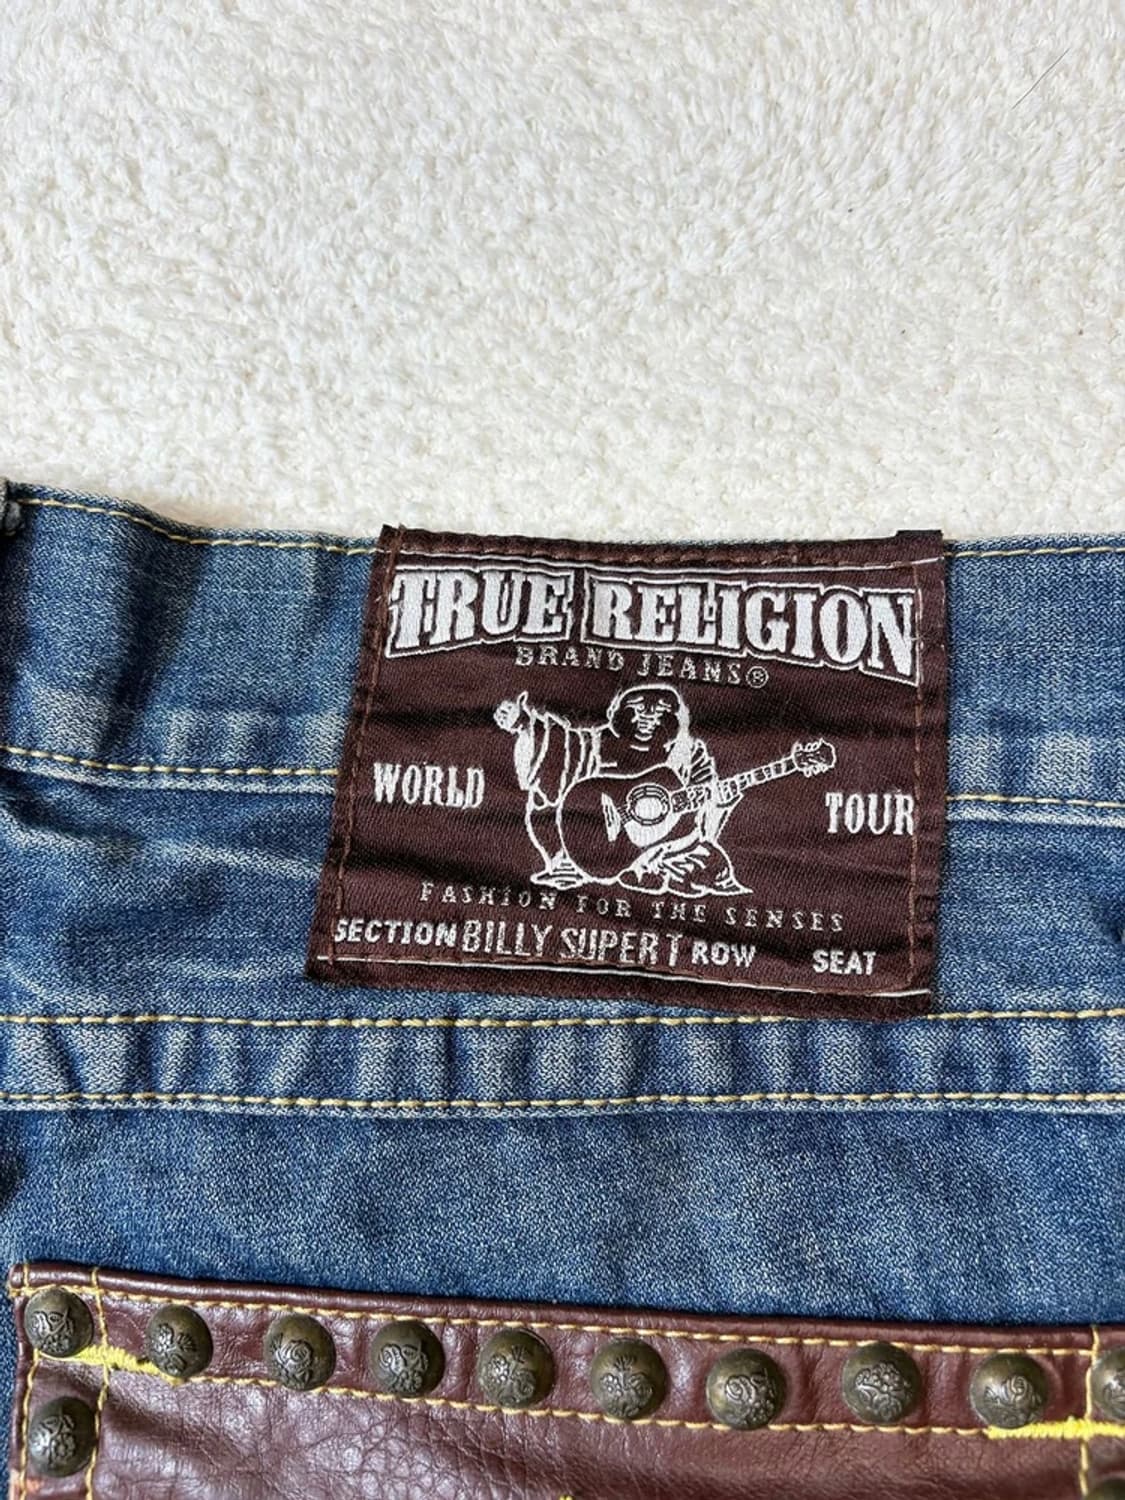 TRUE RELIGION
BRAND JEANS®
WORLD TOUR
FASHION FOR THE SENSES
SECTION BILLY SUPER T ROW SEAT